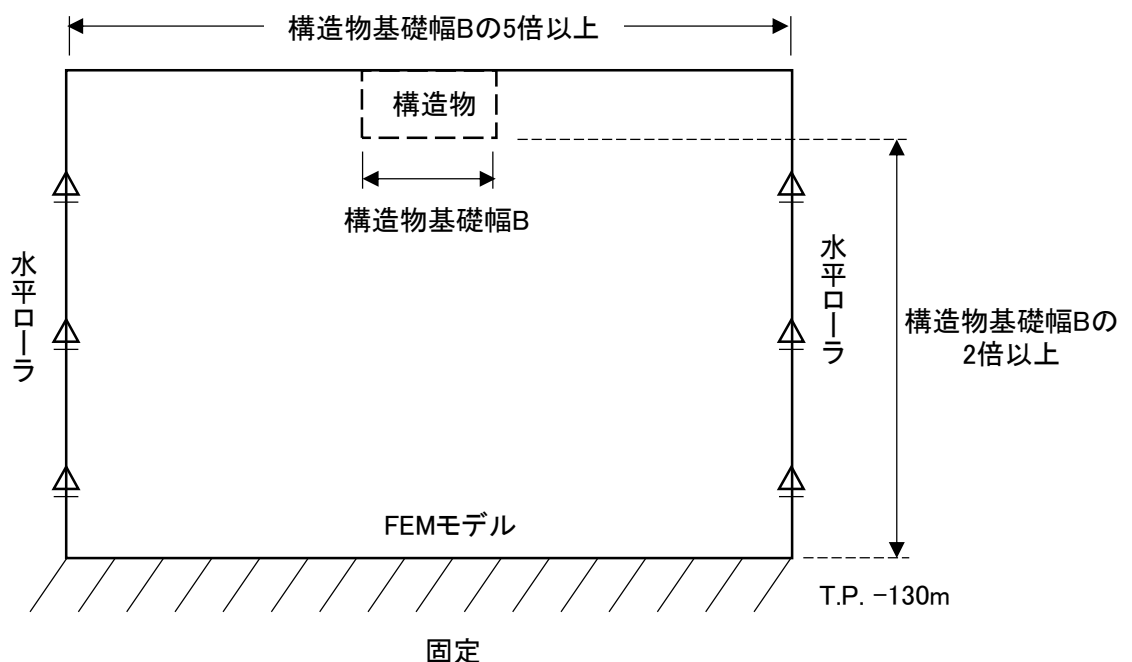 構造物基礎幅Bの5倍以上
構造物
構造物基礎幅B
水平ローラ
水平ローラ
構造物基礎幅Bの
2倍以上
FEMモデル
T.P. -130m
固定